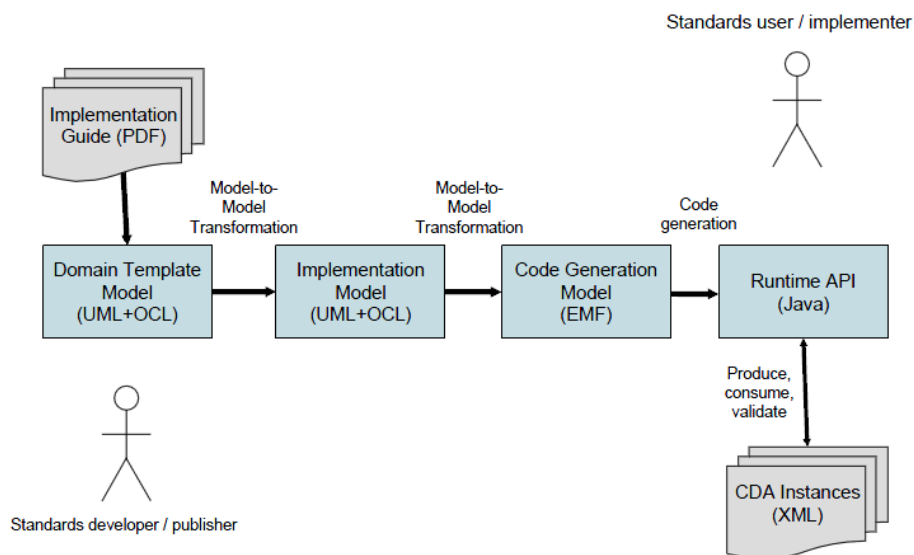 Standards user / implementer
Implementation
Guide (PDF)
Model-to-
Model
Transformation
Model-to-
Model
Transformation
Code
generation
Domain Template
Model
(UML+OCL)
Implementation
Model
(UML+OCL)
Code Generation
Model
(EMF)
Runtime API
(Java)
Produce,
consume,
validate
CDA Instances
(XML)
Standards developer / publisher